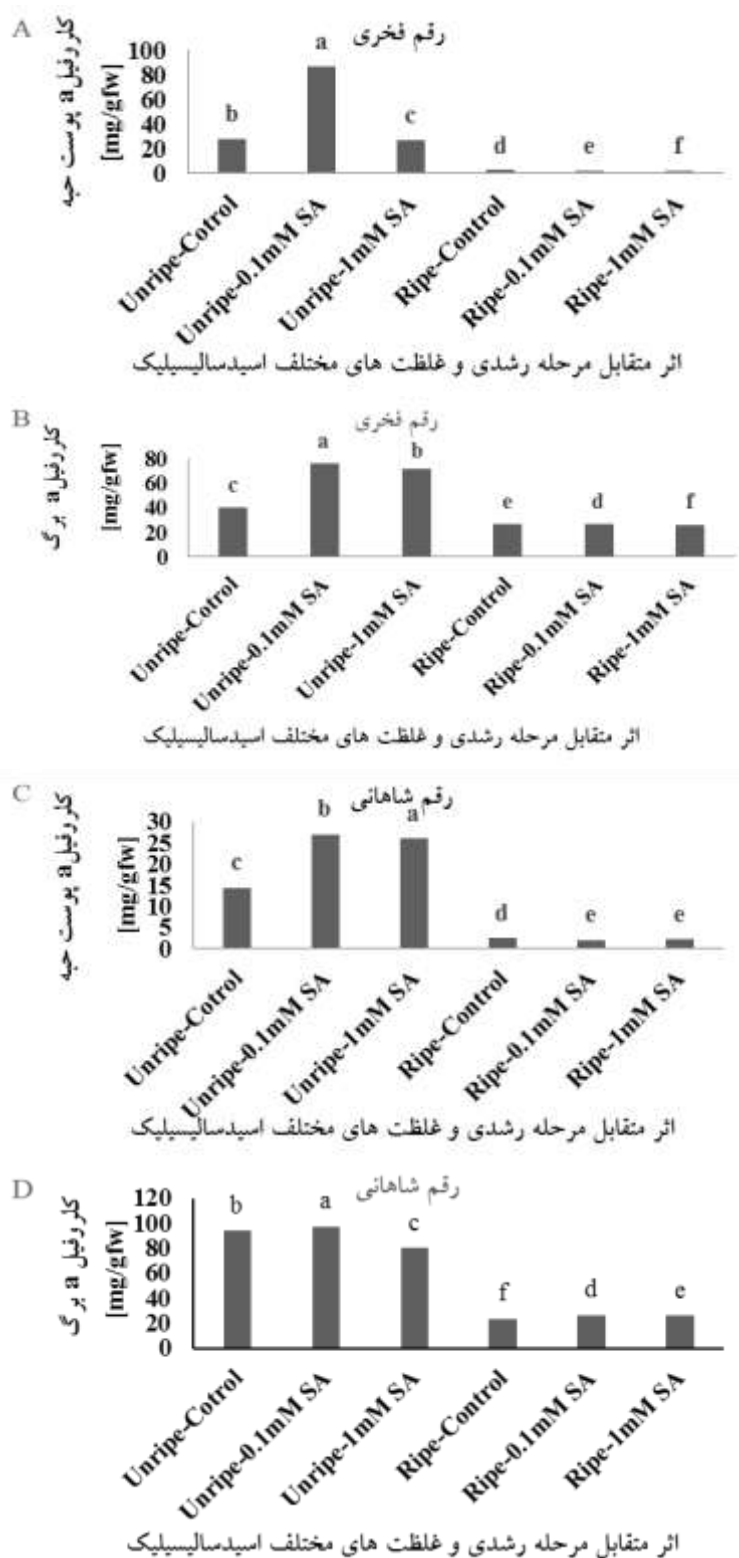 A
رقم فخری
کلروفیل a پوست حبه
[mg/gfw]
100
80
60
40
20
0
a
b
c
d
e
f
Unripe-Cotrol
Unripe-0.1mM SA
Unripe-1mM SA
Ripe-Control
Ripe-0.1mM SA
Ripe-1mM SA
اثر متقابل مرحله رشدی و غلظت های مختلف اسیدسالیسیلیک
B
رقم فخری
کلروفیل a برگ
[mg/gfw]
80
60
40
20
0
c
a
b
e
d
f
Unripe-Cotrol
Unripe-0.1mM SA
Unripe-1mM SA
Ripe-Control
Ripe-0.1mM SA
Ripe-1mM SA
اثر متقابل مرحله رشدی و غلظت های مختلف اسیدسالیسیلیک
C
رقم شاهانی
کلروفیل a پوست حبه
[mg/gfw]
30
25
20
15
10
5
0
c
b
a
d
e
e
Unripe-Cotrol
Unripe-0.1mM SA
Unripe-1mM SA
Ripe-Control
Ripe-0.1mM SA
Ripe-1mM SA
اثر متقابل مرحله رشدی و غلظت های مختلف اسیدسالیسیلیک
D
رقم شاهانی
کلروفیل a برگ
[mg/gfw]
120
100
80
60
40
20
0
b
a
c
f
d
e
Unripe-Cotrol
Unripe-0.1mM SA
Unripe-1mM SA
Ripe-Control
Ripe-0.1mM SA
Ripe-1mM SA
اثر متقابل مرحله رشدی و غلظت های مختلف اسیدسالیسیلیک